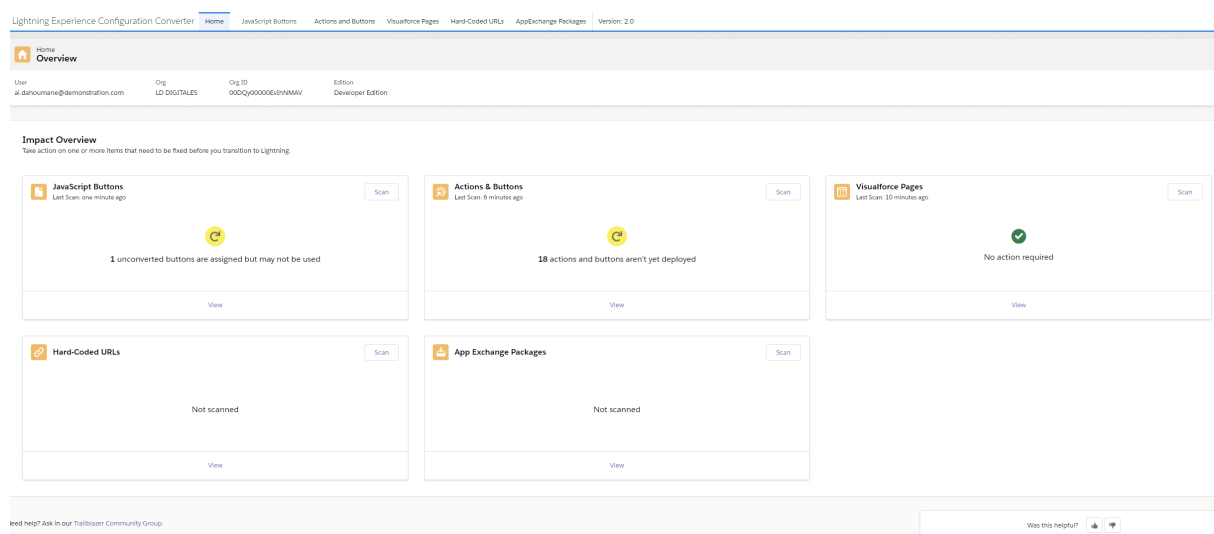 Lightning Experience Configuration Converter Home JavaScript Buttons Actions and Buttons Visualforce Pages Hard-Coded URLs AppExchange Packages Version: 2.0
Home
Overview
User Org Org ID Edition
al.dahoumane@demonstration.com LD DIGITALES Developer Edition
Impact Overview
Take action on one or more items that need to be fixed before you transition to Lightning.
JavaScript Buttons
Last Scan: one minute ago
Scan
1 unconverted buttons are assigned but may not be used
View
Actions & Buttons
Last Scan: 6 minutes ago
Scan
18 actions and buttons aren't yet deployed
View
Visualforce Pages
Last Scan: 10 minutes ago
Scan
No action required
View
Hard-Coded URLs
Scan
Not scanned
View
App Exchange Packages
Scan
Not scanned
View
eed help? Ask in our Trailblazer Community Group.
Was this helpful?